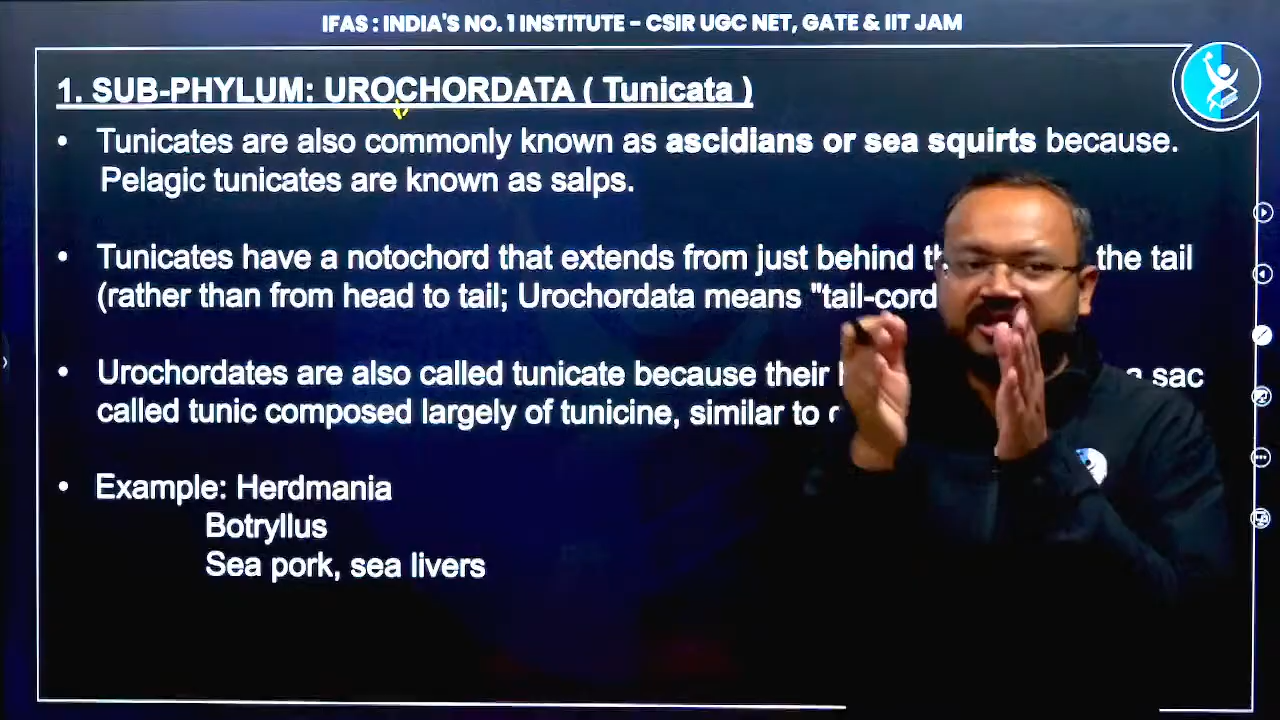 IFAS : INDIA'S NO. 1 INSTITUTE - CSIR UGC NET, GATE & IIT JAM
1. SUB-PHYLUM: UROCHORDATA ( Tunicata )
• Tunicates are also commonly known as ascidians or sea squirts because.
Pelagic tunicates are known as salps.
• Tunicates have a notochord that extends from just behind the tail
(rather than from head to tail; Urochordata means "tail-cord
• Urochordates are also called tunicate because their a sac
called tunic composed largely of tunicine, similar to
• Example: Herdmania
Botryllus
Sea pork, sea livers